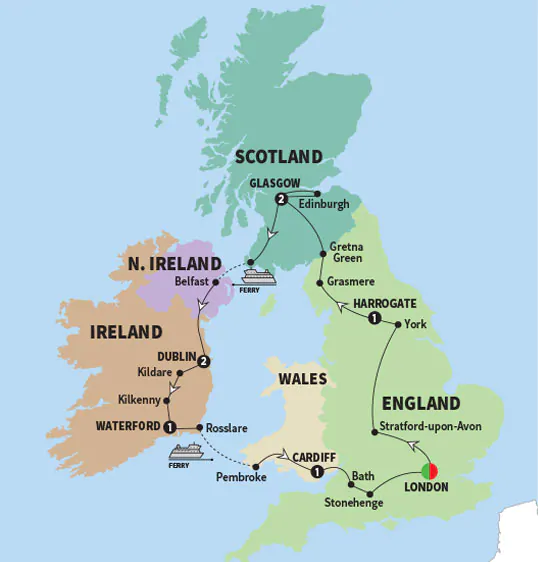 SCOTLAND
GLASGOW
2
Edinburgh
Gretna
Green
N. IRELAND
Belfast
FERRY
Grasmere
HARROGATE
1
York
IRELAND
DUBLIN
2
Kildare
WALES
Kilkenny
ENGLAND
WATERFORD
1
Rosslare
Stratford-upon-Avon
FERRY
CARDIFF
1
Pembroke
Bath
LONDON
Stonehenge